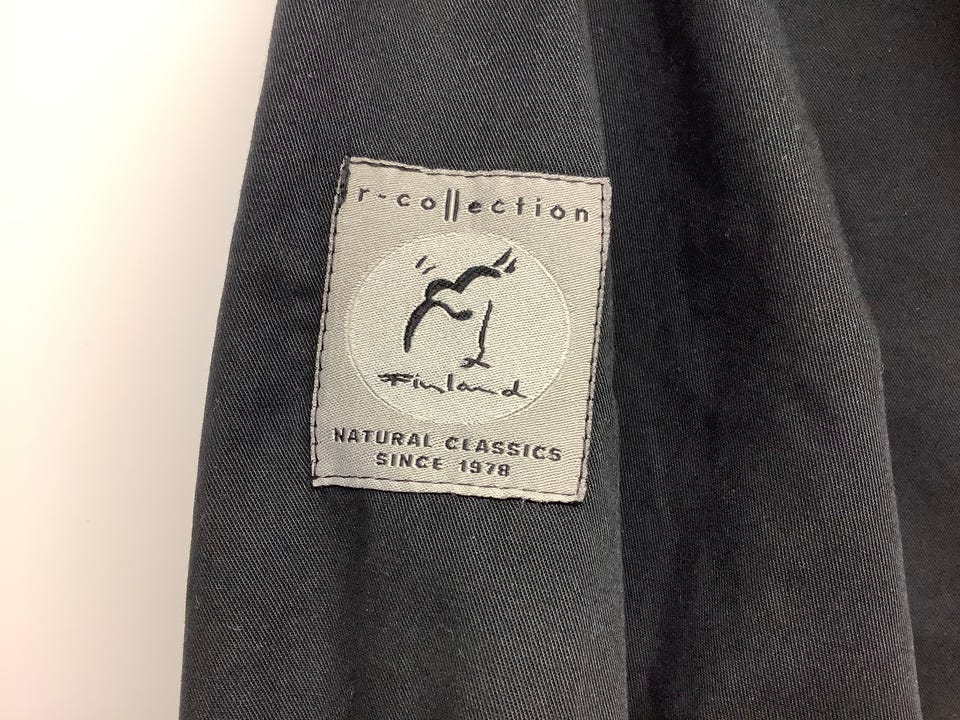 r-collection
Finland
NATURAL CLASSICS
SINCE 1978